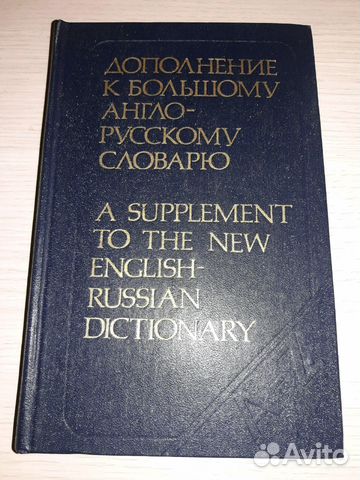 ДОПОЛНЕНИЕ
К БОЛЬШОМУ
АНГЛО-
РУССКОМУ
СЛОВАРЮ
A SUPPLEMENT
TO THE NEW
ENGLISH-
RUSSIAN
DICTIONARY
Avito